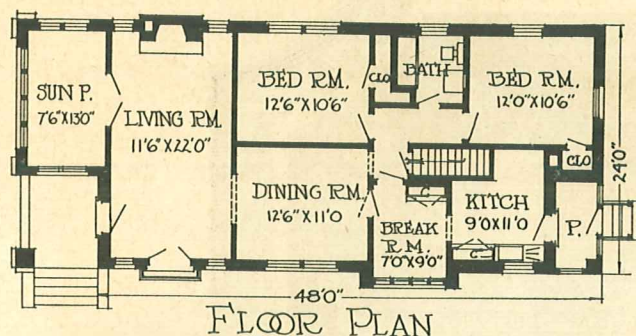 SUN P.
7'6"X13'0"
LIVING RM.
11'6"X22'0"
BED RM.
12'6"X10'6"
CLO
BATH
BED RM.
12'0"X10'6"
CLO
24'0"
DINING RM.
12'6"X11'0
C
BREAK
RM.
7'0"X9'0"
KITCH
9'0X11'0
C
P.
48'0"
FLOOR PLAN